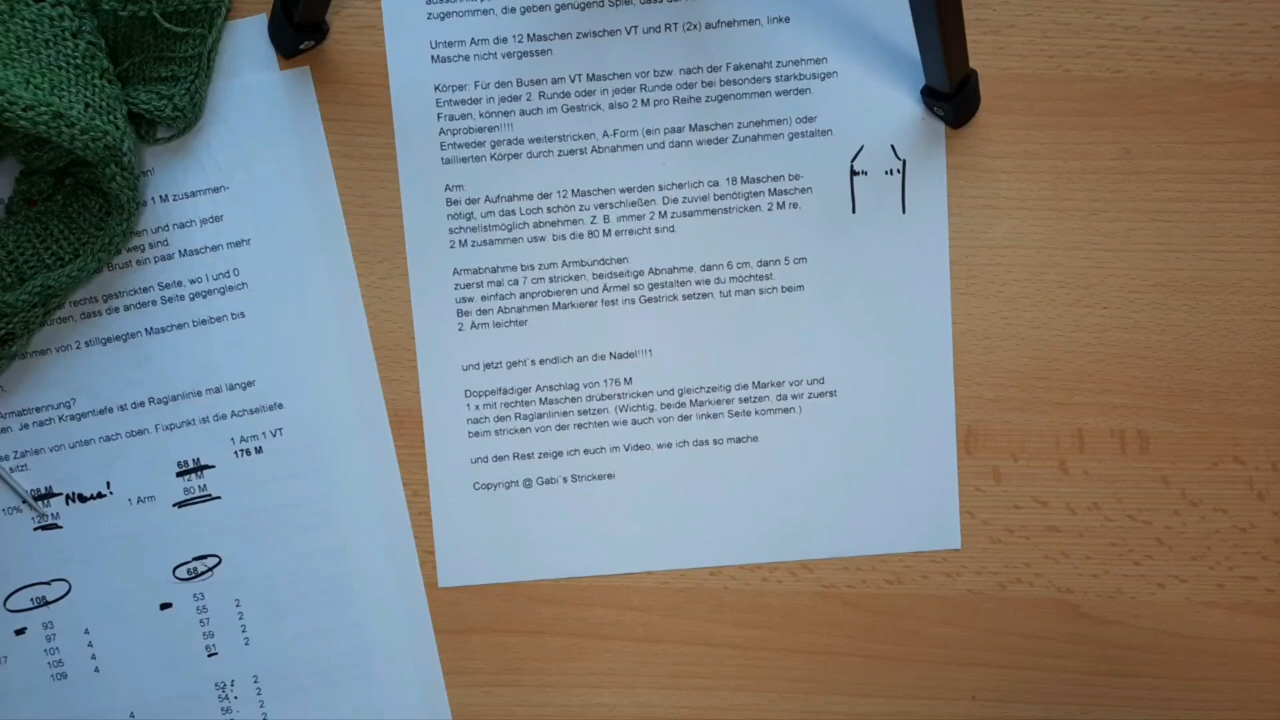 zugenommen, die geben genügend Spiel, dass
Unterm Arm die 12 Maschen zwischen VT und RT (2x) aufnehmen, linke
Masche nicht vergessen.
Körper: Für den Busen am VT Maschen vor bzw. nach der Fakenaht zunehmen
Entweder in jeder 2. Runde oder in jeder Runde oder bei besonders starkbusigen
Frauen, können auch im Gestrick, also 2 M pro Reihe zugenommen werden.
Anprobieren!!!!
Entweder gerade weiterstricken, A-Form (ein paar Maschen zunehmen) oder
taillierten Körper durch zuerst Abnahmen und dann wieder Zunahmen gestalten.
Arm:
Bei der Aufnahme der 12 Maschen werden sicherlich ca. 18 Maschen be-
nötigt, um das Loch schön zu verschließen. Die zuviel benötigten Maschen
schnellstmöglich abnehmen. Z. B. immer 2 M zusammenstricken, 2 M re,
2 M zusammen usw. bis die 80 M erreicht sind.
Armabnahme bis zum Armbündchen.
zuerst mal ca 7 cm stricken, beidseitige Abnahme, dann 6 cm, dann 5 cm
usw. einfach anprobieren und Ärmel so gestalten wie du möchtest.
Bei den Abnahmen Markierer fest ins Gestrick setzen, tut man sich beim
2. Arm leichter
und jetzt geht`s endlich an die Nadel!!!1
Doppelfädiger Anschlag von 176 M
1 x mit rechten Maschen drüberstricken und gleichzeitig die Marker vor und
nach den Raglanlinien setzen. (Wichtig, beide Markierer setzen, da wir zuerst
beim stricken von der rechten wie auch von der linken Seite kommen.)
und den Rest zeige ich euch im Video, wie ich das so mache.
Copyright @ Gabi`s Strickerei
an!
1 M zusammen-
en und nach jeder
weg sind.
Brust ein paar Maschen mehr
r rechts gestrickten Seite, wo I und 0
würden, dass die andere Seite gegengleich
nahmen von 2 stillgelegten Maschen bleiben bis
n.
Armabtrennung?
en. Je nach Kragentiefe ist die Raglanlinie mal länger
se Zahlen von unten nach oben. Fixpunkt ist die Achseltiefe.
sitzt.
1 Arm 1 VT
176 M
08 M Neu!
68 M
12 M
10%
M
1 Arm
80 M
120 M
108
68
93
97 4
101 4
105 4
109 4
53
55 2
57 2
59 2
61 2
17
52 2
54 2
56 2
4
2